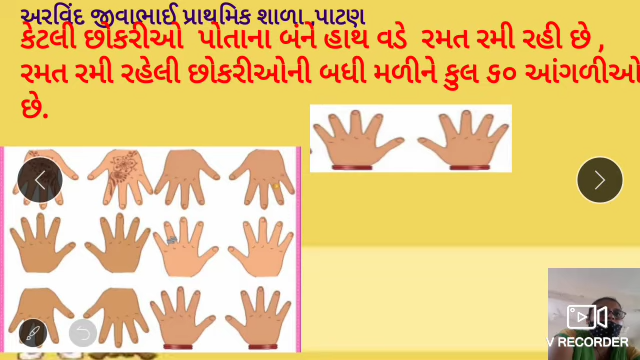 અરવિંદ જીવાભાઈ પ્રાથમિક શાળા ,પાટણ
કેટલી છોકરીઓ પોતાના બંને હાથ વડે રમત રમી રહી છે ,
રમત રમી રહેલી છોકરીઓની બધી મળીને કુલ ૬૦ આંગળીઓ
છે.
V RECORDER